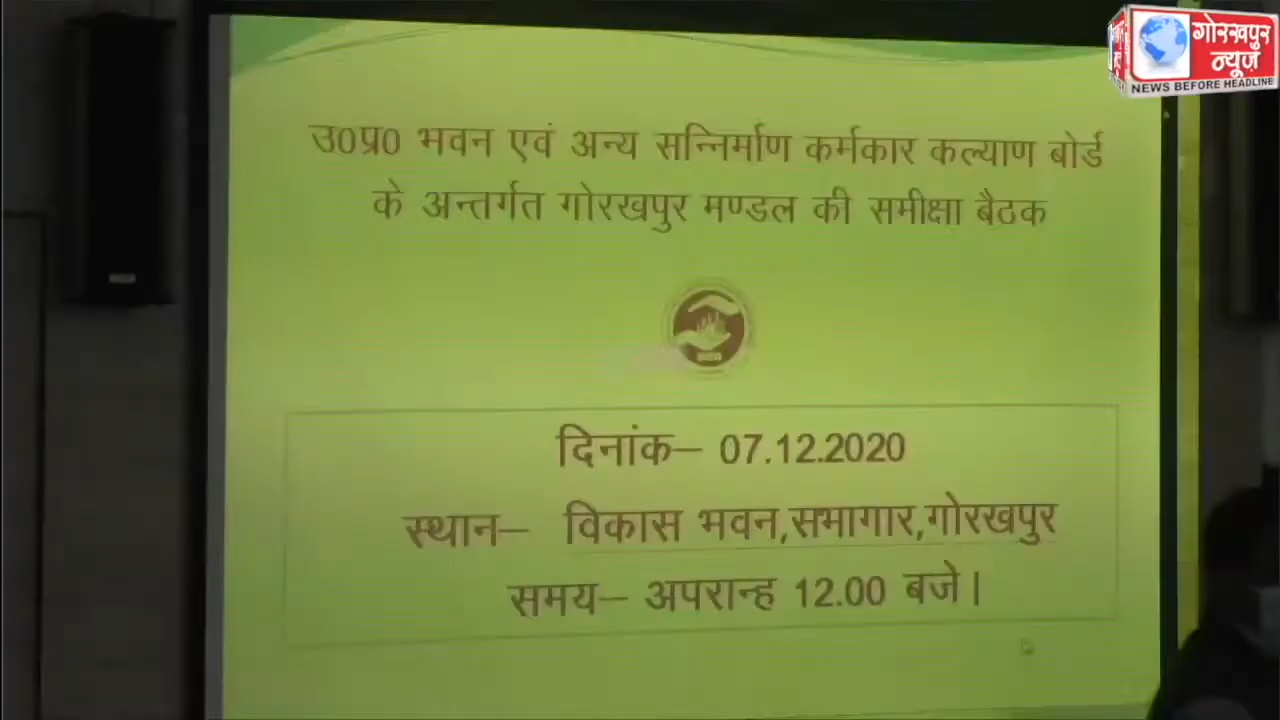 गोरखपुर
न्यूज़
NEWS BEFORE HEADLINE
उ0प्र0 भवन एवं अन्य सन्निर्माण कर्मकार कल्याण बोर्ड
के अन्तर्गत गोरखपुर मण्डल की समीक्षा बैठक
दिनांक– 07.12.2020
स्थान– विकास भवन,सभागार,गोरखपुर
समय– अपरान्ह 12.00 बजे।